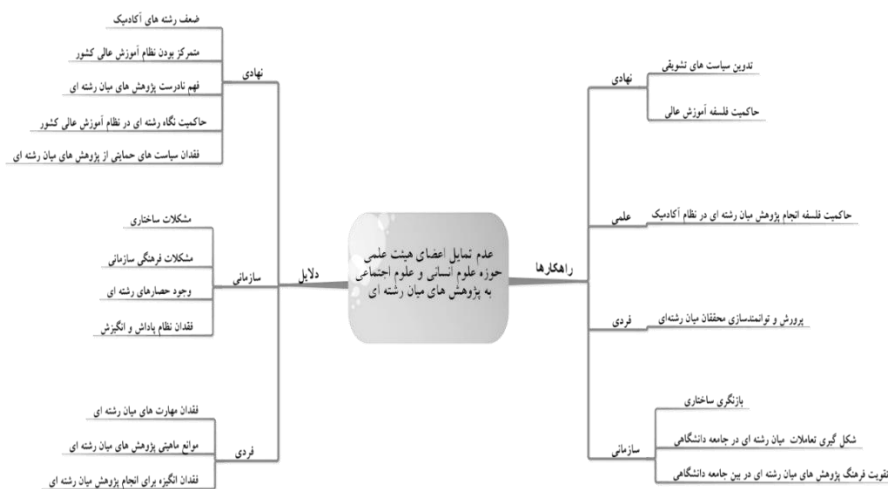 عدم تمایل اعضای هیئت علمی
حوزه علوم انسانی و علوم اجتماعی
به پژوهش های میان رشته ای
راهکارها
نهادی
تدوین سیاست های تشویقی
حاکمیت فلسفه آموزش عالی
علمی
حاکمیت فلسفه انجام پژوهش میان رشته ای در نظام آکادمیک
فردی
پرورش و توانمندسازی محققان میان رشته‌ای
سازمانی
بازنگری ساختاری
شکل گیری تعاملات میان رشته ای در جامعه دانشگاهی
تقویت فرهنگ پژوهش های میان رشته ای در بین جامعه دانشگاهی
دلایل
نهادی
ضعف رشته های آکادمیک
متمرکز بودن نظام آموزش عالی کشور
فهم نادرست پژوهش های میان رشته ای
حاکمیت نگاه رشته ای در نظام آموزش عالی کشور
فقدان سیاست های حمایتی از پژوهش های میان رشته ای
سازمانی
مشکلات ساختاری
مشکلات فرهنگی سازمانی
وجود حصارهای رشته ای
فقدان نظام پاداش و انگیزش
فردی
فقدان مهارت های میان رشته ای
موانع ماهیتی پژوهش های میان رشته ای
فقدان انگیزه برای انجام پژوهش میان رشته ای